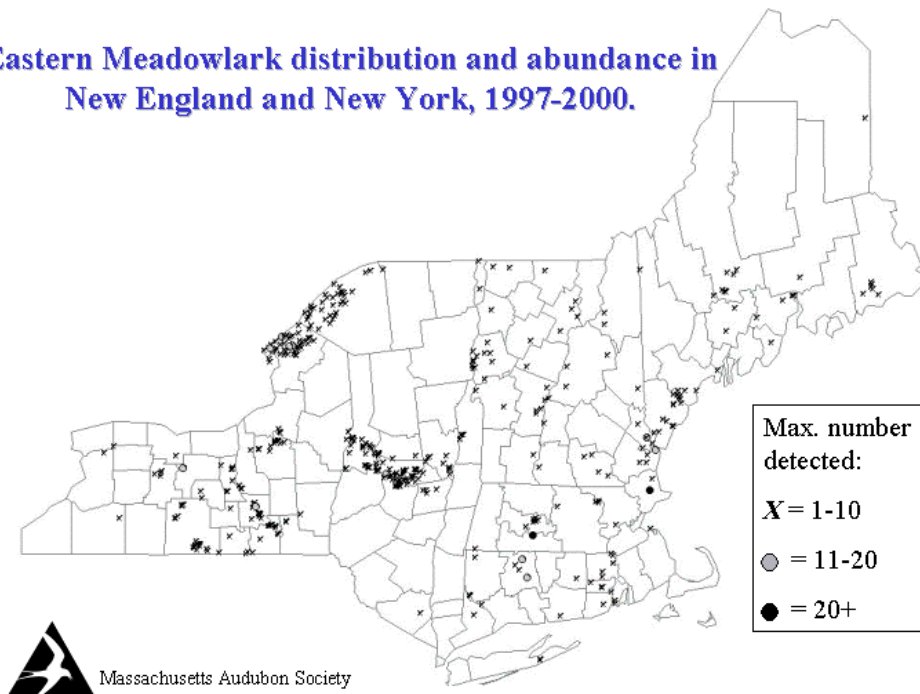 Eastern Meadowlark distribution and abundance in
New England and New York, 1997-2000.
Max. number
detected:
X = 1-10
= 11-20
= 20+
Massachusetts Audubon Society